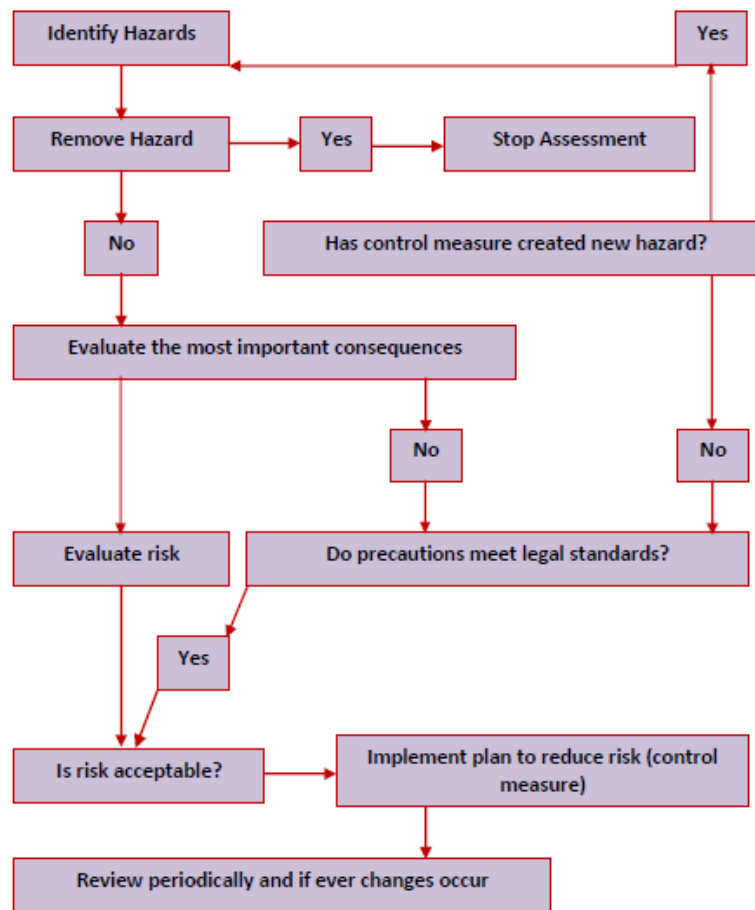 Identify Hazards
Yes
Remove Hazard
Yes
Stop Assessment
No
Has control measure created new hazard?
Evaluate the most important consequences
No
No
Evaluate risk
Do precautions meet legal standards?
Yes
Is risk acceptable?
Implement plan to reduce risk (control
measure)
Review periodically and if ever changes occur